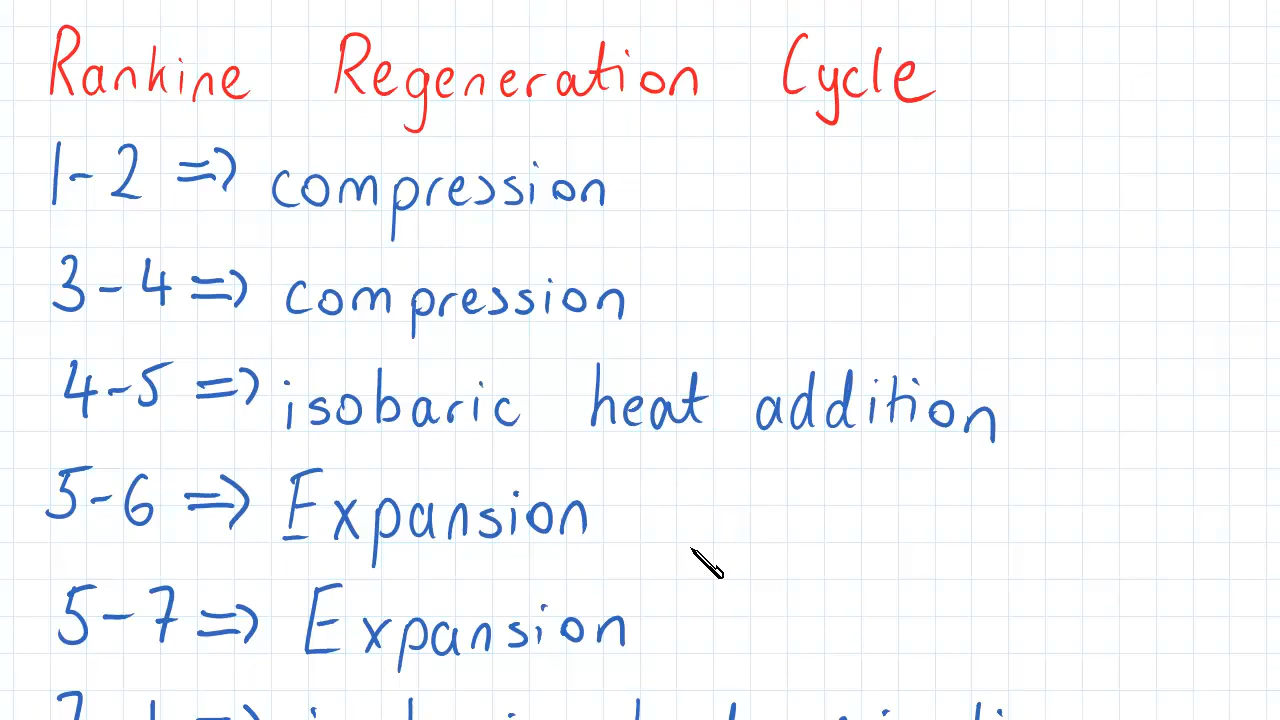 Rankine Regeneration Cycle
1-2 => compression
3-4 => compression
4-5 => isobaric heat addition
5-6 => Expansion
5-7 => Expansion